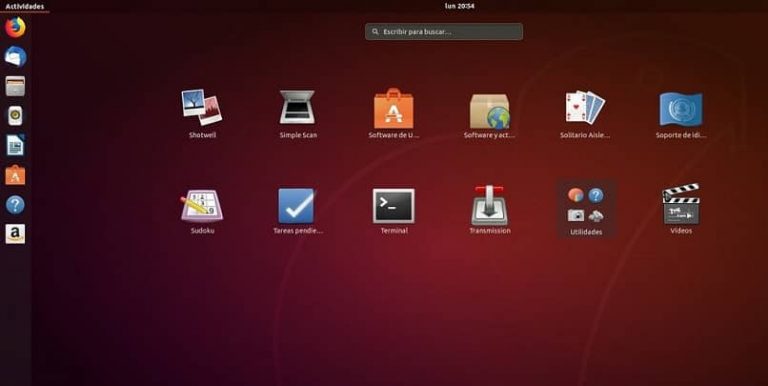 Actividades
lun 20:54
Escribir para buscar...
Shotwell
Simple Scan
Software de U...
Software y act...
Solitario Aisle...
Soporte de idi...
Sudoku
Tareas pendie...
Terminal
Transmission
Utilidades
Vídeos